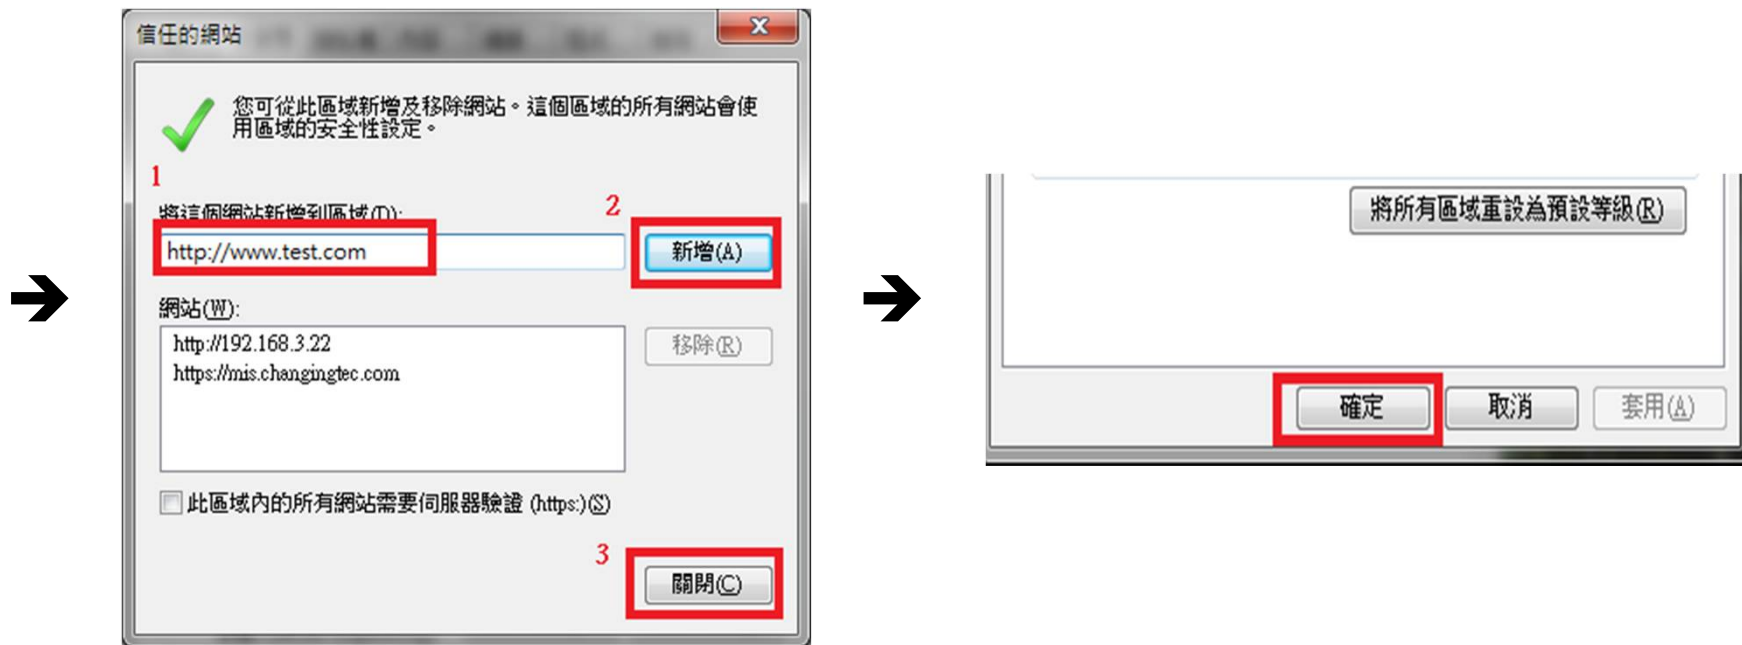 信任的網站
您可從此區域新增及移除網站。這個區域的所有網站會使
用區域的安全性設定。
1
將這個網站新增到區域(D):
2
http://www.test.com
新增(A)
網站(W):
http://192.168.3.22
https://mis.changingtec.com
移除(R)
此區域內的所有網站需要伺服器驗證 (https:)(S)
3
關閉(C)
將所有區域重設為預設等級(R)
確定
取消
套用(A)